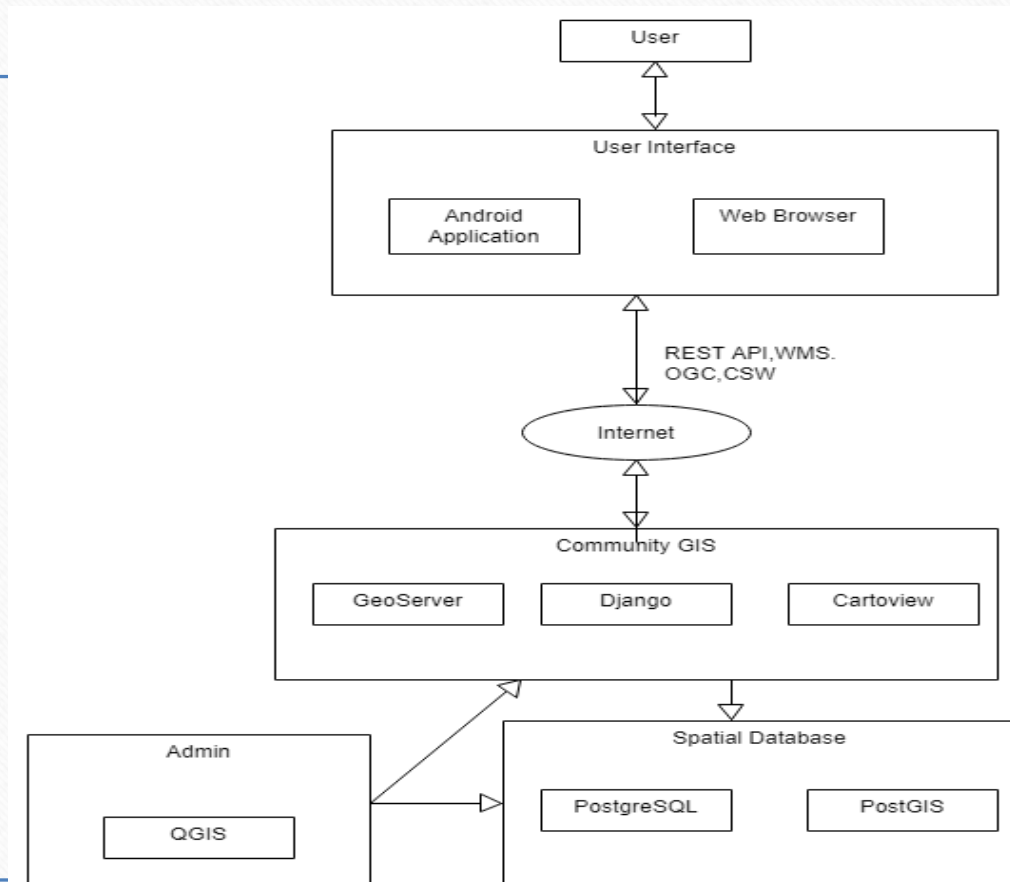 User
User Interface
Android
Application
Web Browser
REST API,WMS.
OGC,CSW
Internet
Community GIS
GeoServer
Django
Cartoview
Admin
QGIS
Spatial Database
PostgreSQL
PostGIS